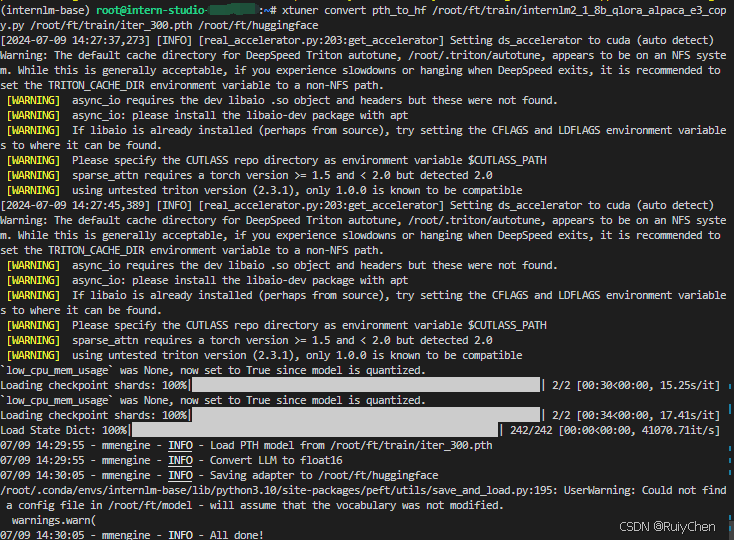 (internlm-base) root@intern-studio- :~# xtuner convert pth_to_hf /root/ft/train/internlm2_1_8b_qlora_alpaca_e3_cop
y.py /root/ft/train/iter_300.pth /root/ft/huggingface
[2024-07-09 14:27:37,273] [INFO] [real_accelerator.py:203:get_accelerator] Setting ds_accelerator to cuda (auto detect)
Warning: The default cache directory for DeepSpeed Triton autotune, /root/.triton/autotune, appears to be on an NFS syste
m. While this is generally acceptable, if you experience slowdowns or hanging when DeepSpeed exits, it is recommended to
set the TRITON_CACHE_DIR environment variable to a non-NFS path.
[WARNING] async_io requires the dev libaio .so object and headers but these were not found.
[WARNING] async_io: please install the libaio-dev package with apt
[WARNING] If libaio is already installed (perhaps from source), try setting the CFLAGS and LDFLAGS environment variable
s to where it can be found.
[WARNING] Please specify the CUTLASS repo directory as environment variable $CUTLASS_PATH
[WARNING] sparse_attn requires a torch version >= 1.5 and < 2.0 but detected 2.0
[WARNING] using untested triton version (2.3.1), only 1.0.0 is known to be compatible
[2024-07-09 14:27:45,389] [INFO] [real_accelerator.py:203:get_accelerator] Setting ds_accelerator to cuda (auto detect)
Warning: The default cache directory for DeepSpeed Triton autotune, /root/.triton/autotune, appears to be on an NFS syste
m. While this is generally acceptable, if you experience slowdowns or hanging when DeepSpeed exits, it is recommended to
set the TRITON_CACHE_DIR environment variable to a non-NFS path.
[WARNING] async_io requires the dev libaio .so object and headers but these were not found.
[WARNING] async_io: please install the libaio-dev package with apt
[WARNING] If libaio is already installed (perhaps from source), try setting the CFLAGS and LDFLAGS environment variable
s to where it can be found.
[WARNING] Please specify the CUTLASS repo directory as environment variable $CUTLASS_PATH
[WARNING] sparse_attn requires a torch version >= 1.5 and < 2.0 but detected 2.0
[WARNING] using untested triton version (2.3.1), only 1.0.0 is known to be compatible
`low_cpu_mem_usage` was None, now set to True since model is quantized.
Loading checkpoint shards: 100%| | 2/2 [00:30<00:00, 15.25s/it]
`low_cpu_mem_usage` was None, now set to True since model is quantized.
Loading checkpoint shards: 100%| | 2/2 [00:34<00:00, 17.41s/it]
Load State Dict: 100%| | 242/242 [00:00<00:00, 41070.71it/s]
07/09 14:29:55 - mmengine - INFO - Load PTH model from /root/ft/train/iter_300.pth
07/09 14:29:55 - mmengine - INFO - Convert LLM to float16
07/09 14:30:05 - mmengine - INFO - Saving adapter to /root/ft/huggingface
/root/.conda/envs/internlm-base/lib/python3.10/site-packages/peft/utils/save_and_load.py:195: UserWarning: Could not find
a config file in /root/ft/model - will assume that the vocabulary was not modified.
warnings.warn(
07/09 14:30:05 - mmengine - INFO - All done!
CSDN @RuiyChen